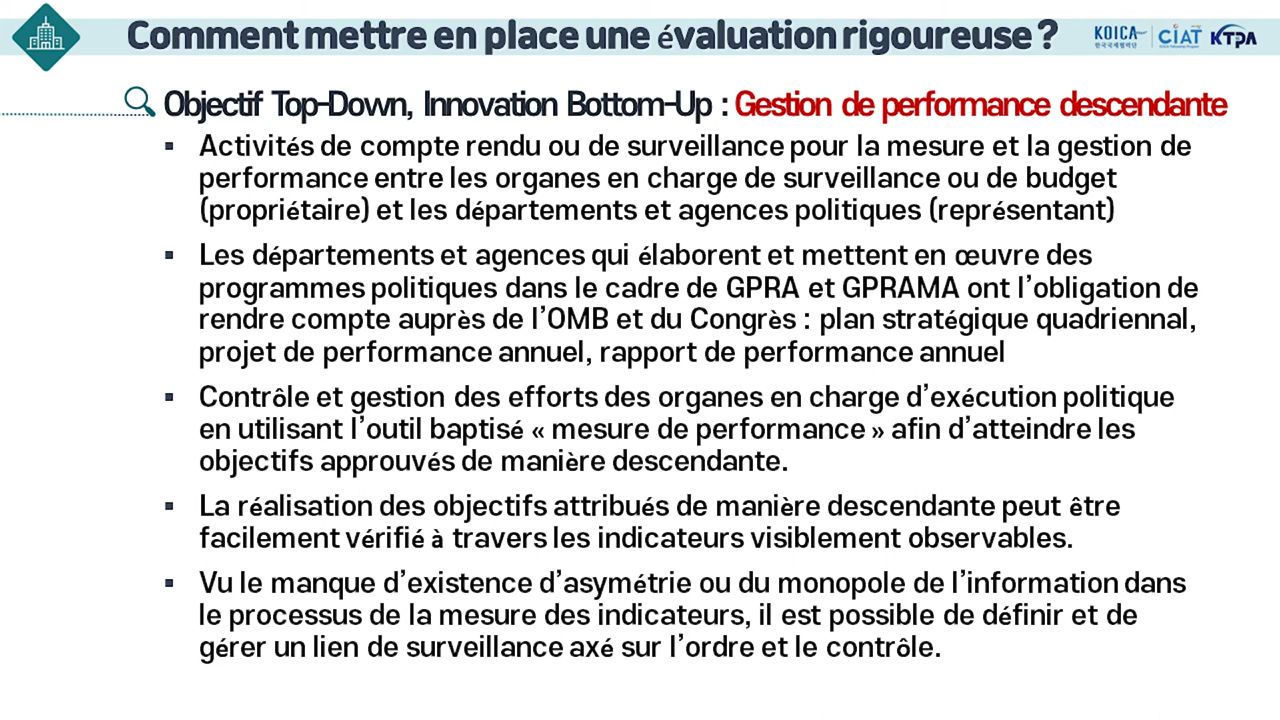 Comment mettre en place une évaluation rigoureuse ?
KOICA
한국국제협력단
CIAT
KTPA
Objectif Top-Down, Innovation Bottom-Up : Gestion de performance descendante
▪ Activités de compte rendu ou de surveillance pour la mesure et la gestion de
performance entre les organes en charge de surveillance ou de budget
(propriétaire) et les départements et agences politiques (représentant)
▪ Les départements et agences qui élaborent et mettent en œuvre des
programmes politiques dans le cadre de GPRA et GPRAMA ont l'obligation de
rendre compte auprès de l'OMB et du Congrès : plan stratégique quadriennal,
projet de performance annuel, rapport de performance annuel
▪ Contrôle et gestion des efforts des organes en charge d'exécution politique
en utilisant l'outil baptisé « mesure de performance » afin d'atteindre les
objectifs approuvés de manière descendante.
▪ La réalisation des objectifs attribués de manière descendante peut être
facilement vérifié à travers les indicateurs visiblement observables.
▪ Vu le manque d'existence d'asymétrie ou du monopole de l'information dans
le processus de la mesure des indicateurs, il est possible de définir et de
gérer un lien de surveillance axé sur l'ordre et le contrôle.